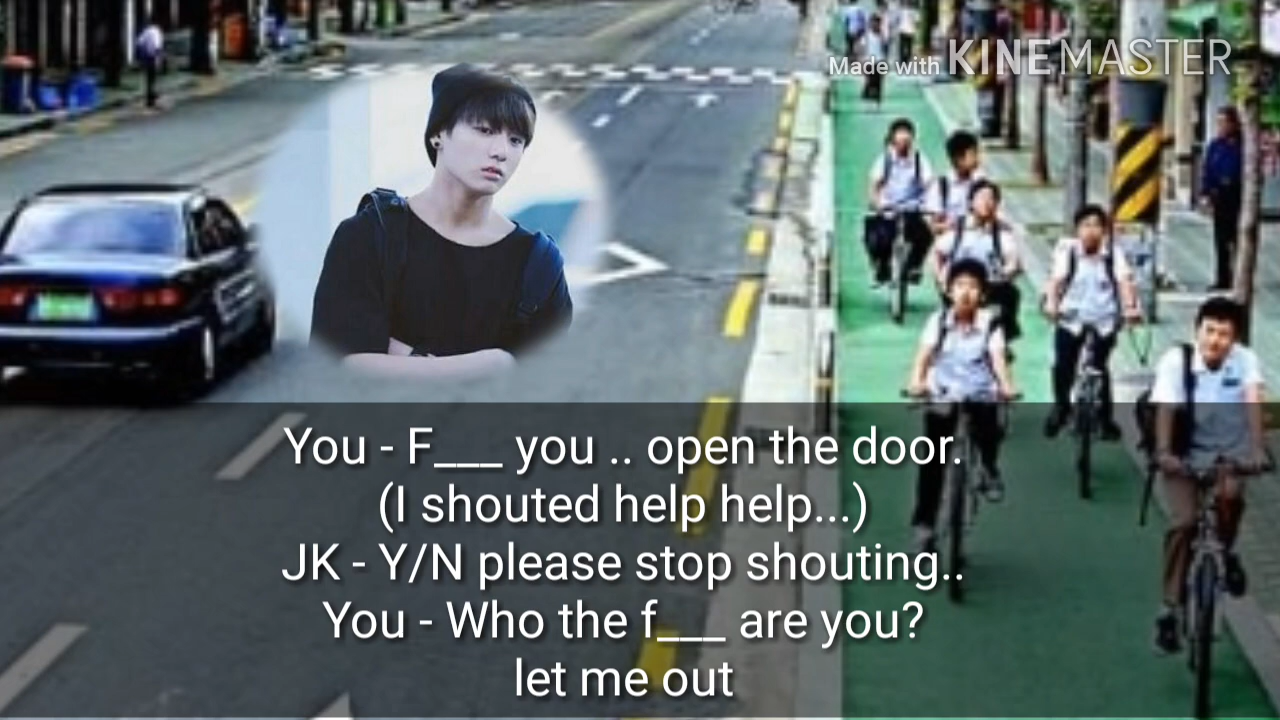 Made with KINEMASTER
You - F___ you .. open the door.
(I shouted help help...)
JK - Y/N please stop shouting..
You - Who the f___ are you?
let me out